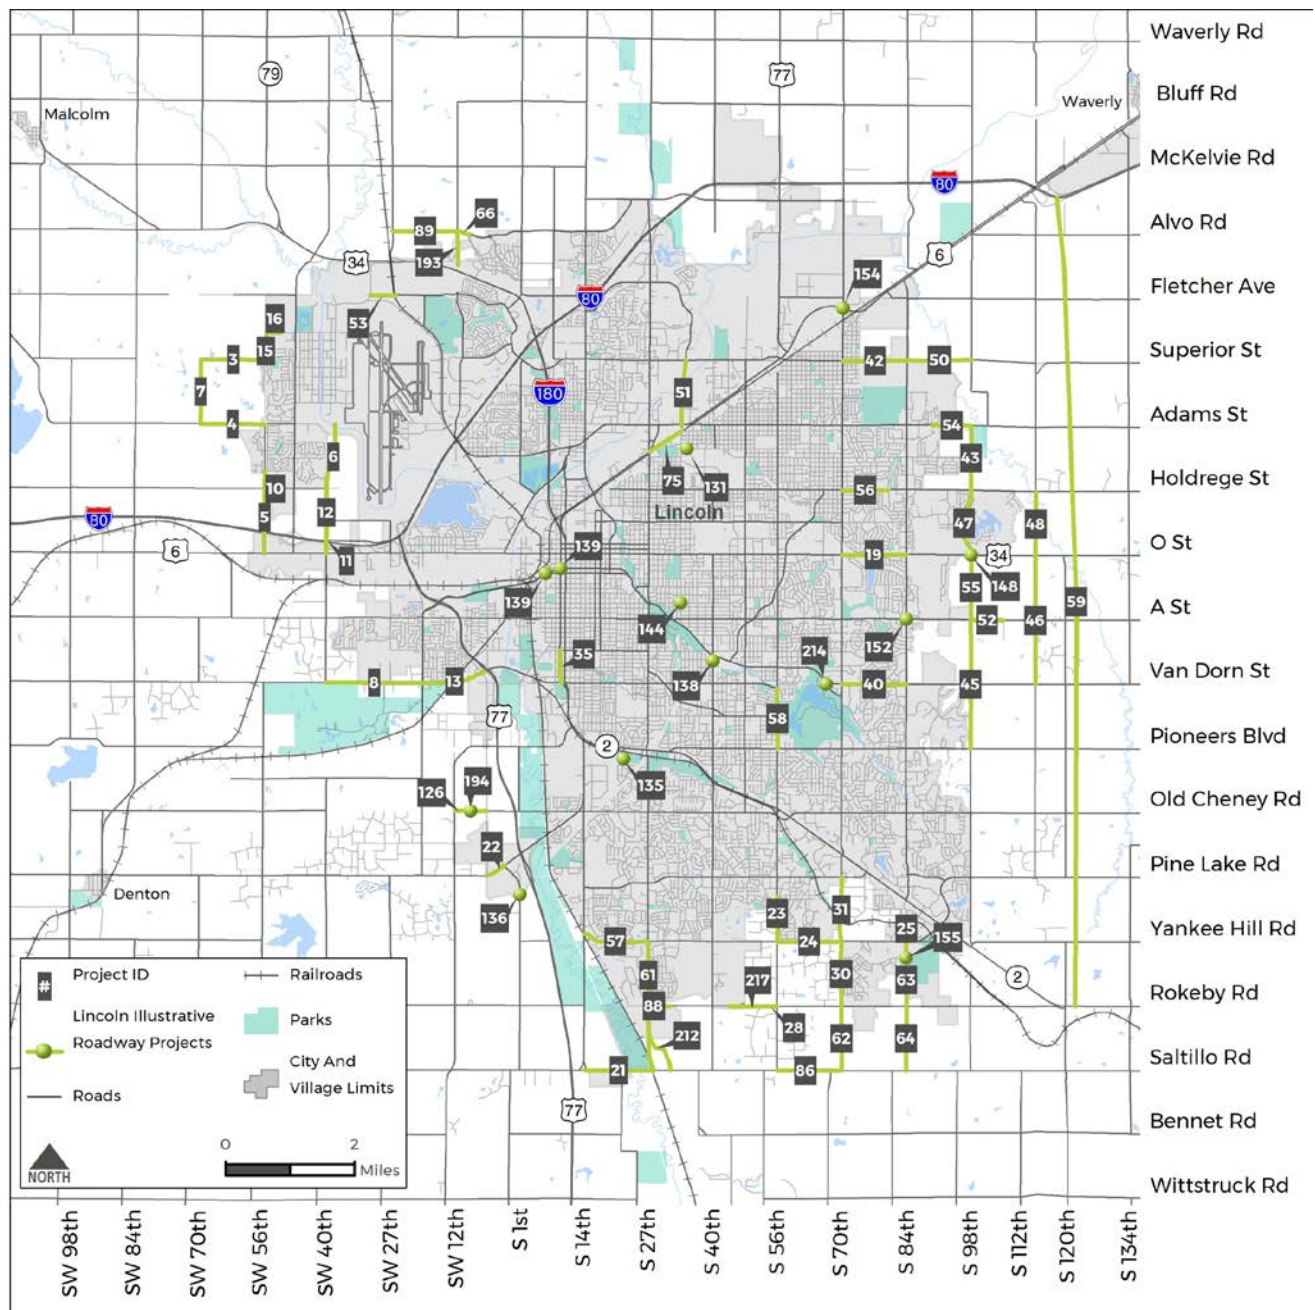 Waverly Rd
79
77
Bluff Rd
Waverly
Malcolm
McKelvie Rd
80
66
89
Alvo Rd
193
34
6
154
80
Fletcher Ave
16
53
15
Superior St
3
42
50
7
180
51
Adams St
4
54
6
43
75
131
Holdrege St
10
56
12
Lincoln
47
48
80
5
6
139
O St
11
19
34
148
139
55
59
A St
144
52
46
152
35
214
Van Dorn St
8
13
138
40
45
77
58
Pioneers Blvd
2
194
126
135
Old Cheney Rd
22
Pine Lake Rd
Denton
136
23
31
25
Yankee Hill Rd
57
24
155
# Project ID
Railroads
61
217
30
63
2
Rokeby Rd
Lincoln Illustrative
Roadway Projects
Parks
88
28
212
62
64
City And
Village Limits
Saltillo Rd
21
86
Roads
77
Bennet Rd
0 2
Miles
NORTH
Wittstruck Rd
SW 98th
SW 84th
SW 70th
SW 56th
SW 40th
SW 27th
SW 12th
S 1st
S 14th
S 27th
S 40th
S 56th
S 70th
S 84th
S 98th
S 112th
S 120th
S 134th